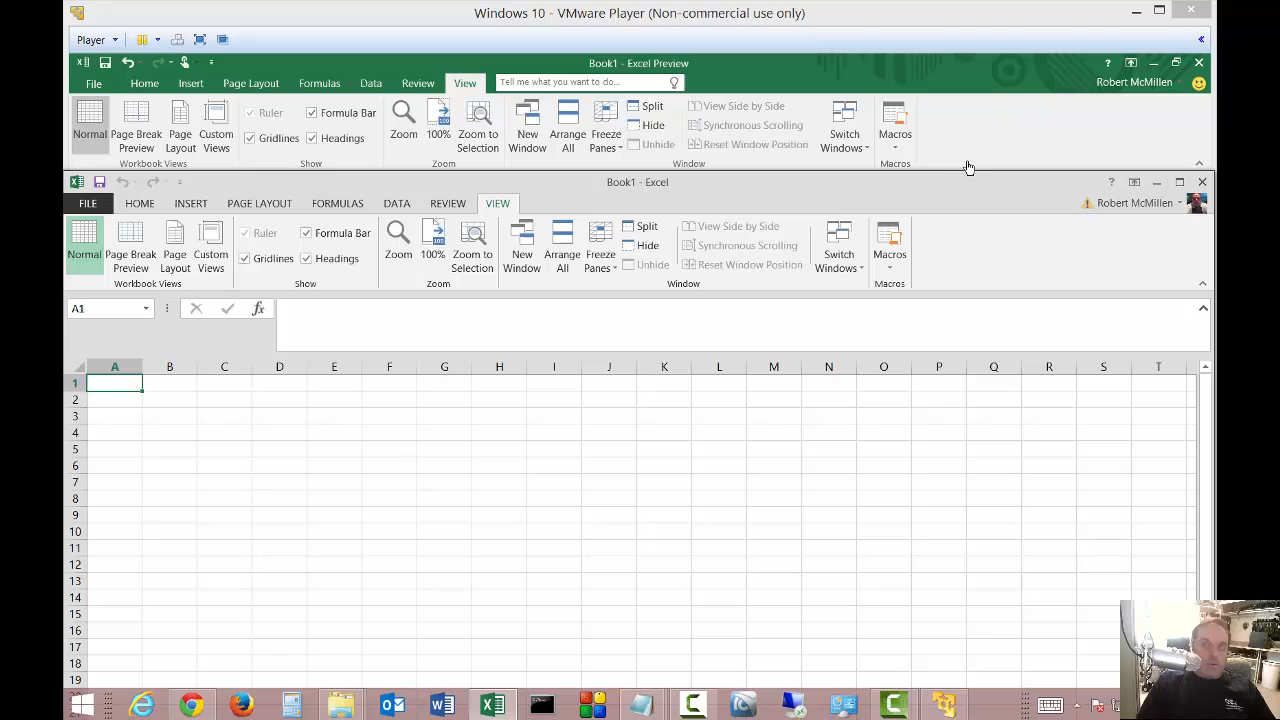 Windows 10 - VMware Player (Non-commercial use only)
Player
Book1 - Excel Preview
File Home Insert Page Layout Formulas Data Review View Tell me what you want to do... Robert McMillen
Normal Page Break Preview Page Layout Custom Views Ruler Formula Bar Gridlines Headings Zoom 100% Zoom to Selection New Window Arrange All Freeze Panes Split Hide Unhide View Side by Side Synchronous Scrolling Reset Window Position Switch Windows Macros
Workbook Views Show Zoom Window Macros
Book1 - Excel
FILE HOME INSERT PAGE LAYOUT FORMULAS DATA REVIEW VIEW Robert McMillen
Normal Page Break Preview Page Layout Custom Views Ruler Formula Bar Gridlines Headings Zoom 100% Zoom to Selection New Window Arrange All Freeze Panes Split Hide Unhide View Side by Side Synchronous Scrolling Reset Window Position Switch Windows Macros
Workbook Views Show Zoom Window Macros
A1 fx
A B C D E F G H I J K L M N O P Q R S T
1
2
3
4
5
6
7
8
9
10
11
12
13
14
15
16
17
18
19